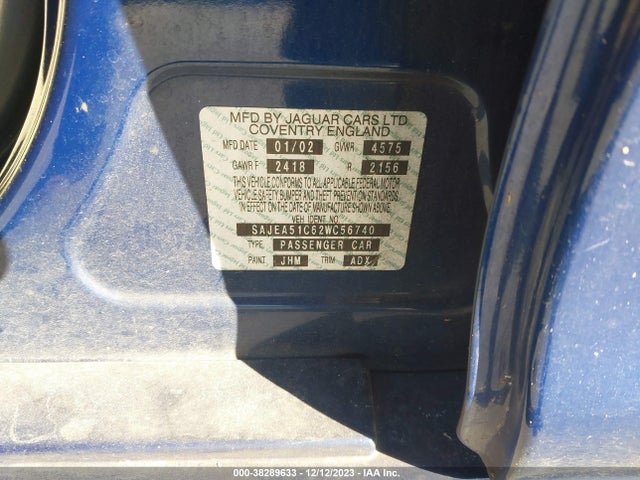 MFD BY JAGUAR CARS LTD
COVENTRY ENGLAND
MFD DATE 01/02 GVWR 4575
GAWR F 2418 R 2156
THIS VEHICLE CONFORMS TO ALL APPLICABLE FEDERAL MOTOR
VEHICLE SAFETY BUMPER AND THEFT PREVENTION STANDARDS
IN EFFECT ON THE DATE OF MANUFACTURE SHOWN ABOVE.
VEH IDENT NO.
SAJEA51C62WC56740
TYPE PASSENGER CAR
PAINT JHM TRIM ADX
000-38289633 - 12/12/2023 - IAA Inc.